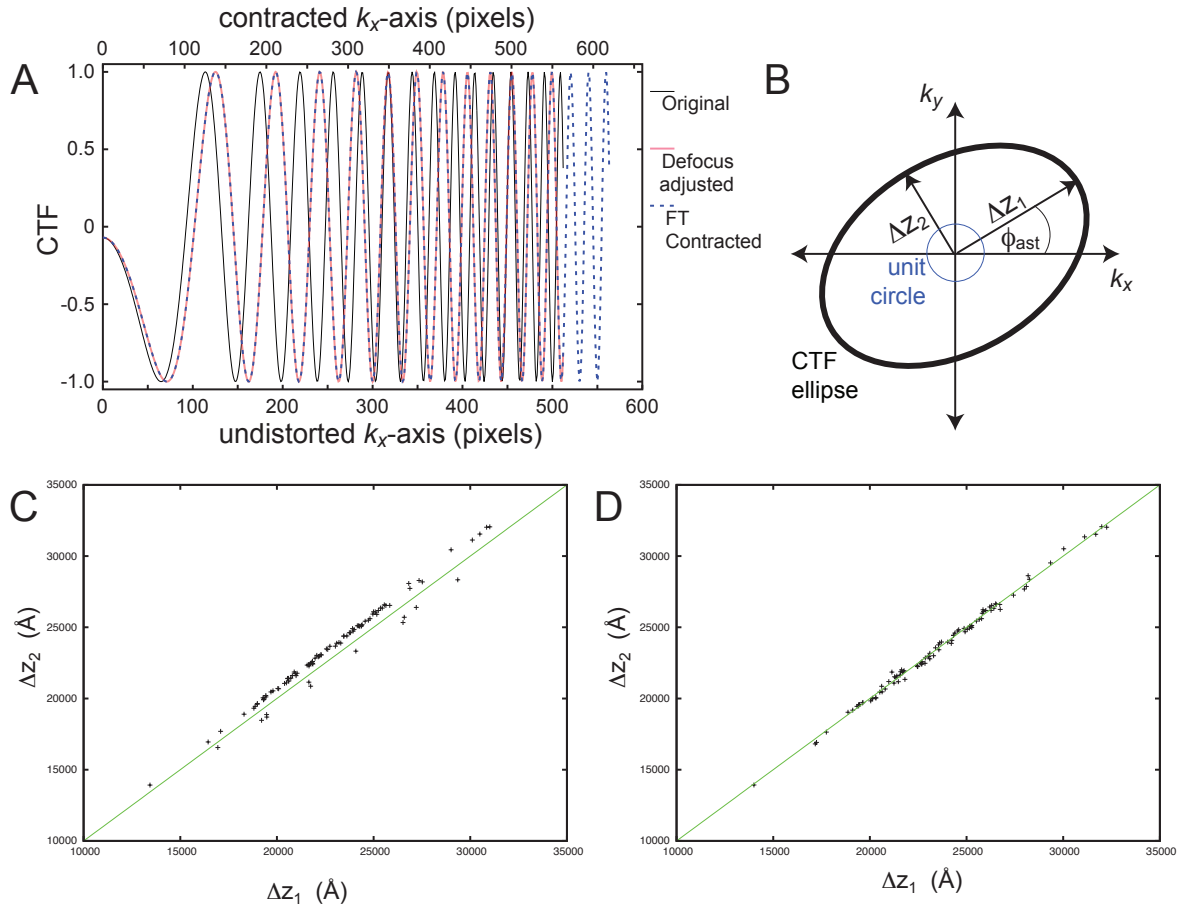 contracted kx-axis (pixels)
0 100 200 300 400 500 600
A
CTF
1.0
0.5
0
-0.5
-1.0
0 100 200 300 400 500 600
undistorted kx-axis (pixels)
Original
Defocus
adjusted
FT
Contracted
B
ky
kx
Δz1
Δz2
ϕast
unit
circle
CTF
ellipse
C
Δz2 (Å)
35000
30000
25000
20000
15000
10000
10000 15000 20000 25000 30000 35000
Δz1 (Å)
D
Δz2 (Å)
35000
30000
25000
20000
15000
10000
10000 15000 20000 25000 30000 35000
Δz1 (Å)